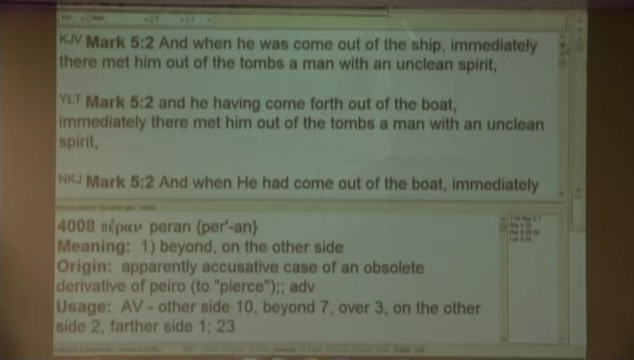 KJV Mark 5:2 And when he was come out of the ship, immediately
there met him out of the tombs a man with an unclean spirit,
YLT Mark 5:2 and he having come forth out of the boat,
immediately there met him out of the tombs a man with an unclean
spirit,
NKJ Mark 5:2 And when He had come out of the boat, immediately
4008 πέραν peran {per'-an}
Meaning: 1) beyond, on the other side
Origin: apparently accusative case of an obsolete
derivative of peiro (to "pierce");; adv
Usage: AV - other side 10, beyond 7, over 3, on the other
side 2, farther side 1; 23